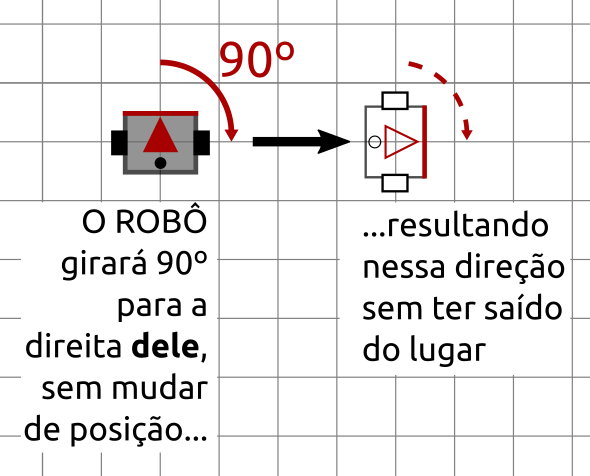 90º
O ROBÔ
girará 90º
para a
direita dele,
sem mudar
de posição...
...resultando
nessa direção
sem ter saído
do lugar